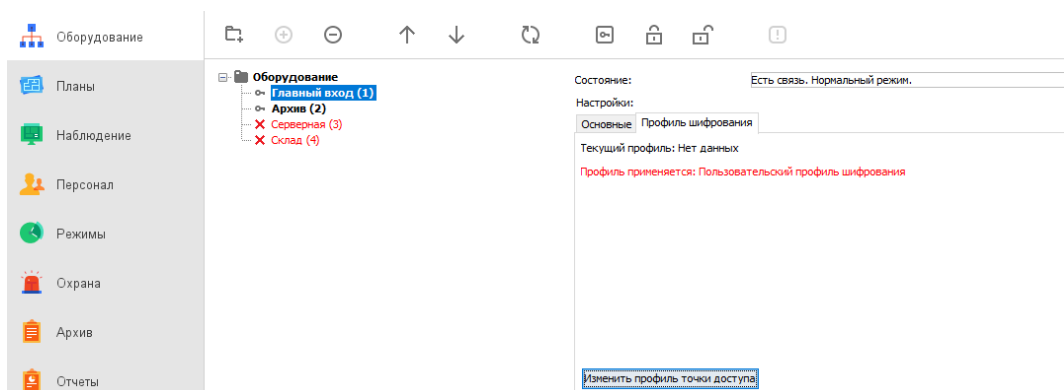 Оборудование
Планы
Наблюдение
Персонал
Режимы
Охрана
Архив
Отчеты
Оборудование
Главный вход (1)
Архив (2)
Серверная (3)
Склад (4)
Состояние: Есть связь. Нормальный режим.
Настройки:
Основные Профиль шифрования
Текущий профиль: Нет данных
Профиль применяется: Пользовательский профиль шифрования
Изменить профиль точки доступа